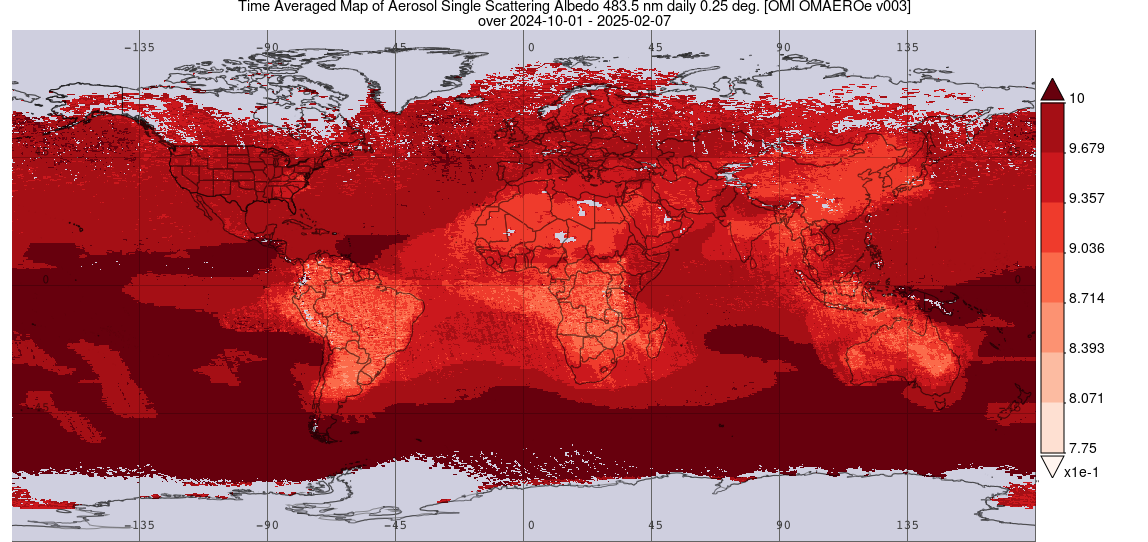 Time Averaged Map of Aerosol Single Scattering Albedo 483.5 nm daily 0.25 deg. [OMI OMAEROe v003]
over 2024-10-01 - 2025-02-07
-135 -90 -45 0 45 90 135
10
9.679
9.357
9.036
0 0
8.714
8.393
8.071
7.75
x1e-1
-135 -90 -45 0 45 90 135